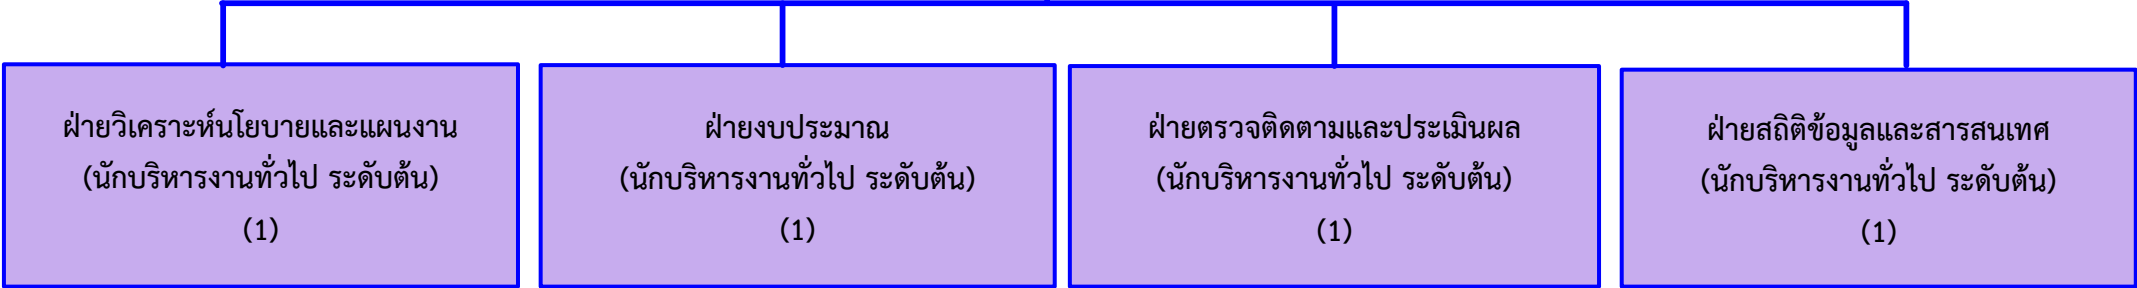 ฝ่ายวิเคราะห์นโยบายและแผนงาน
(นักบริหารงานทั่วไป ระดับต้น)
(1)
ฝ่ายงบประมาณ
(นักบริหารงานทั่วไป ระดับต้น)
(1)
ฝ่ายตรวจติดตามและประเมินผล
(นักบริหารงานทั่วไป ระดับต้น)
(1)
ฝ่ายสถิติข้อมูลและสารสนเทศ
(นักบริหารงานทั่วไป ระดับต้น)
(1)